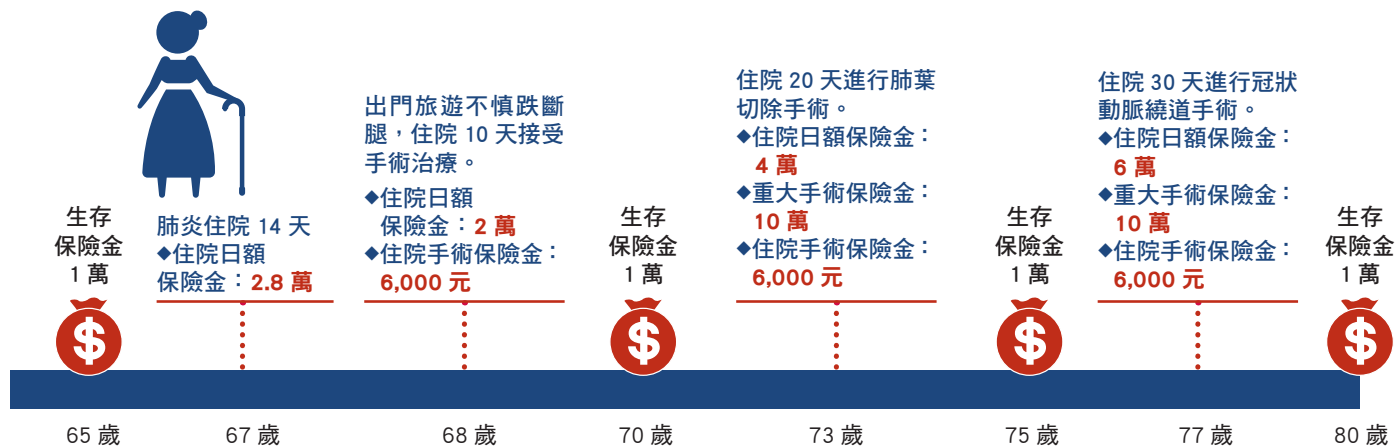 生存
保險金
1 萬
$
肺炎住院 14 天
◆住院日額
保險金：2.8 萬
出門旅遊不慎跌斷
腿，住院 10 天接受
手術治療。
◆住院日額
保險金：2 萬
◆住院手術保險金：
6,000 元
生存
保險金
1 萬
$
住院 20 天進行肺葉
切除手術。
◆住院日額保險金：
4 萬
◆重大手術保險金：
10 萬
◆住院手術保險金：
6,000 元
生存
保險金
1 萬
$
住院 30 天進行冠狀
動脈繞道手術。
◆住院日額保險金：
6 萬
◆重大手術保險金：
10 萬
◆住院手術保險金：
6,000 元
生存
保險金
1 萬
$
65 歲
67 歲
68 歲
70 歲
73 歲
75 歲
77 歲
80 歲